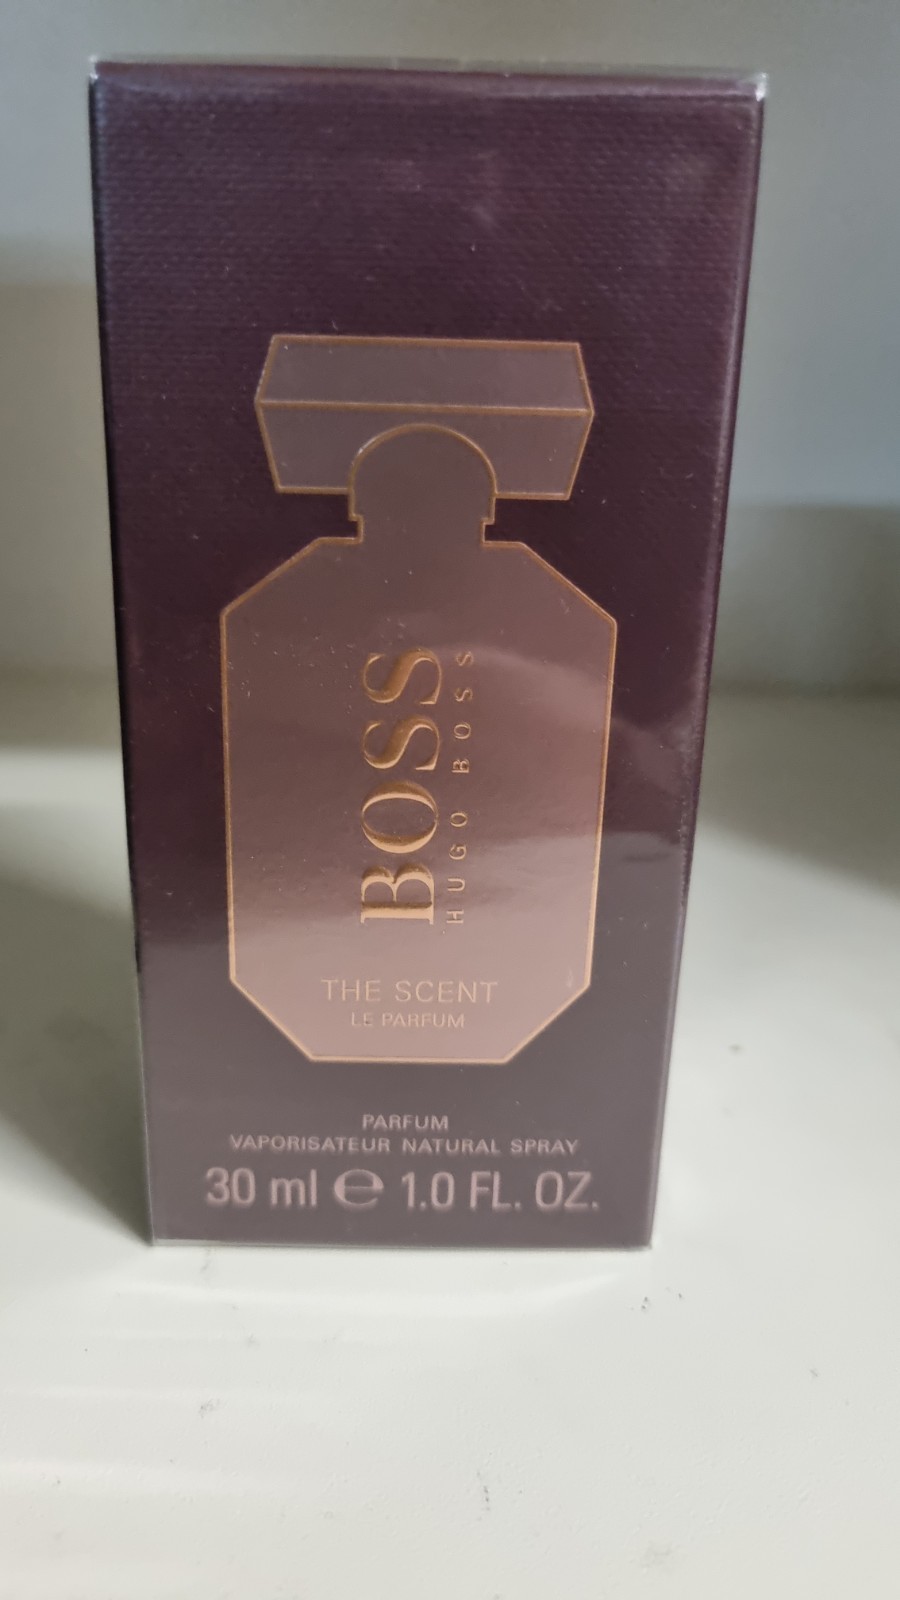 BOSS
HUGO BOSS
THE SCENT
LE PARFUM
PARFUM
VAPORISATEUR NATURAL SPRAY
30 ml ℮ 1.0 FL. OZ.